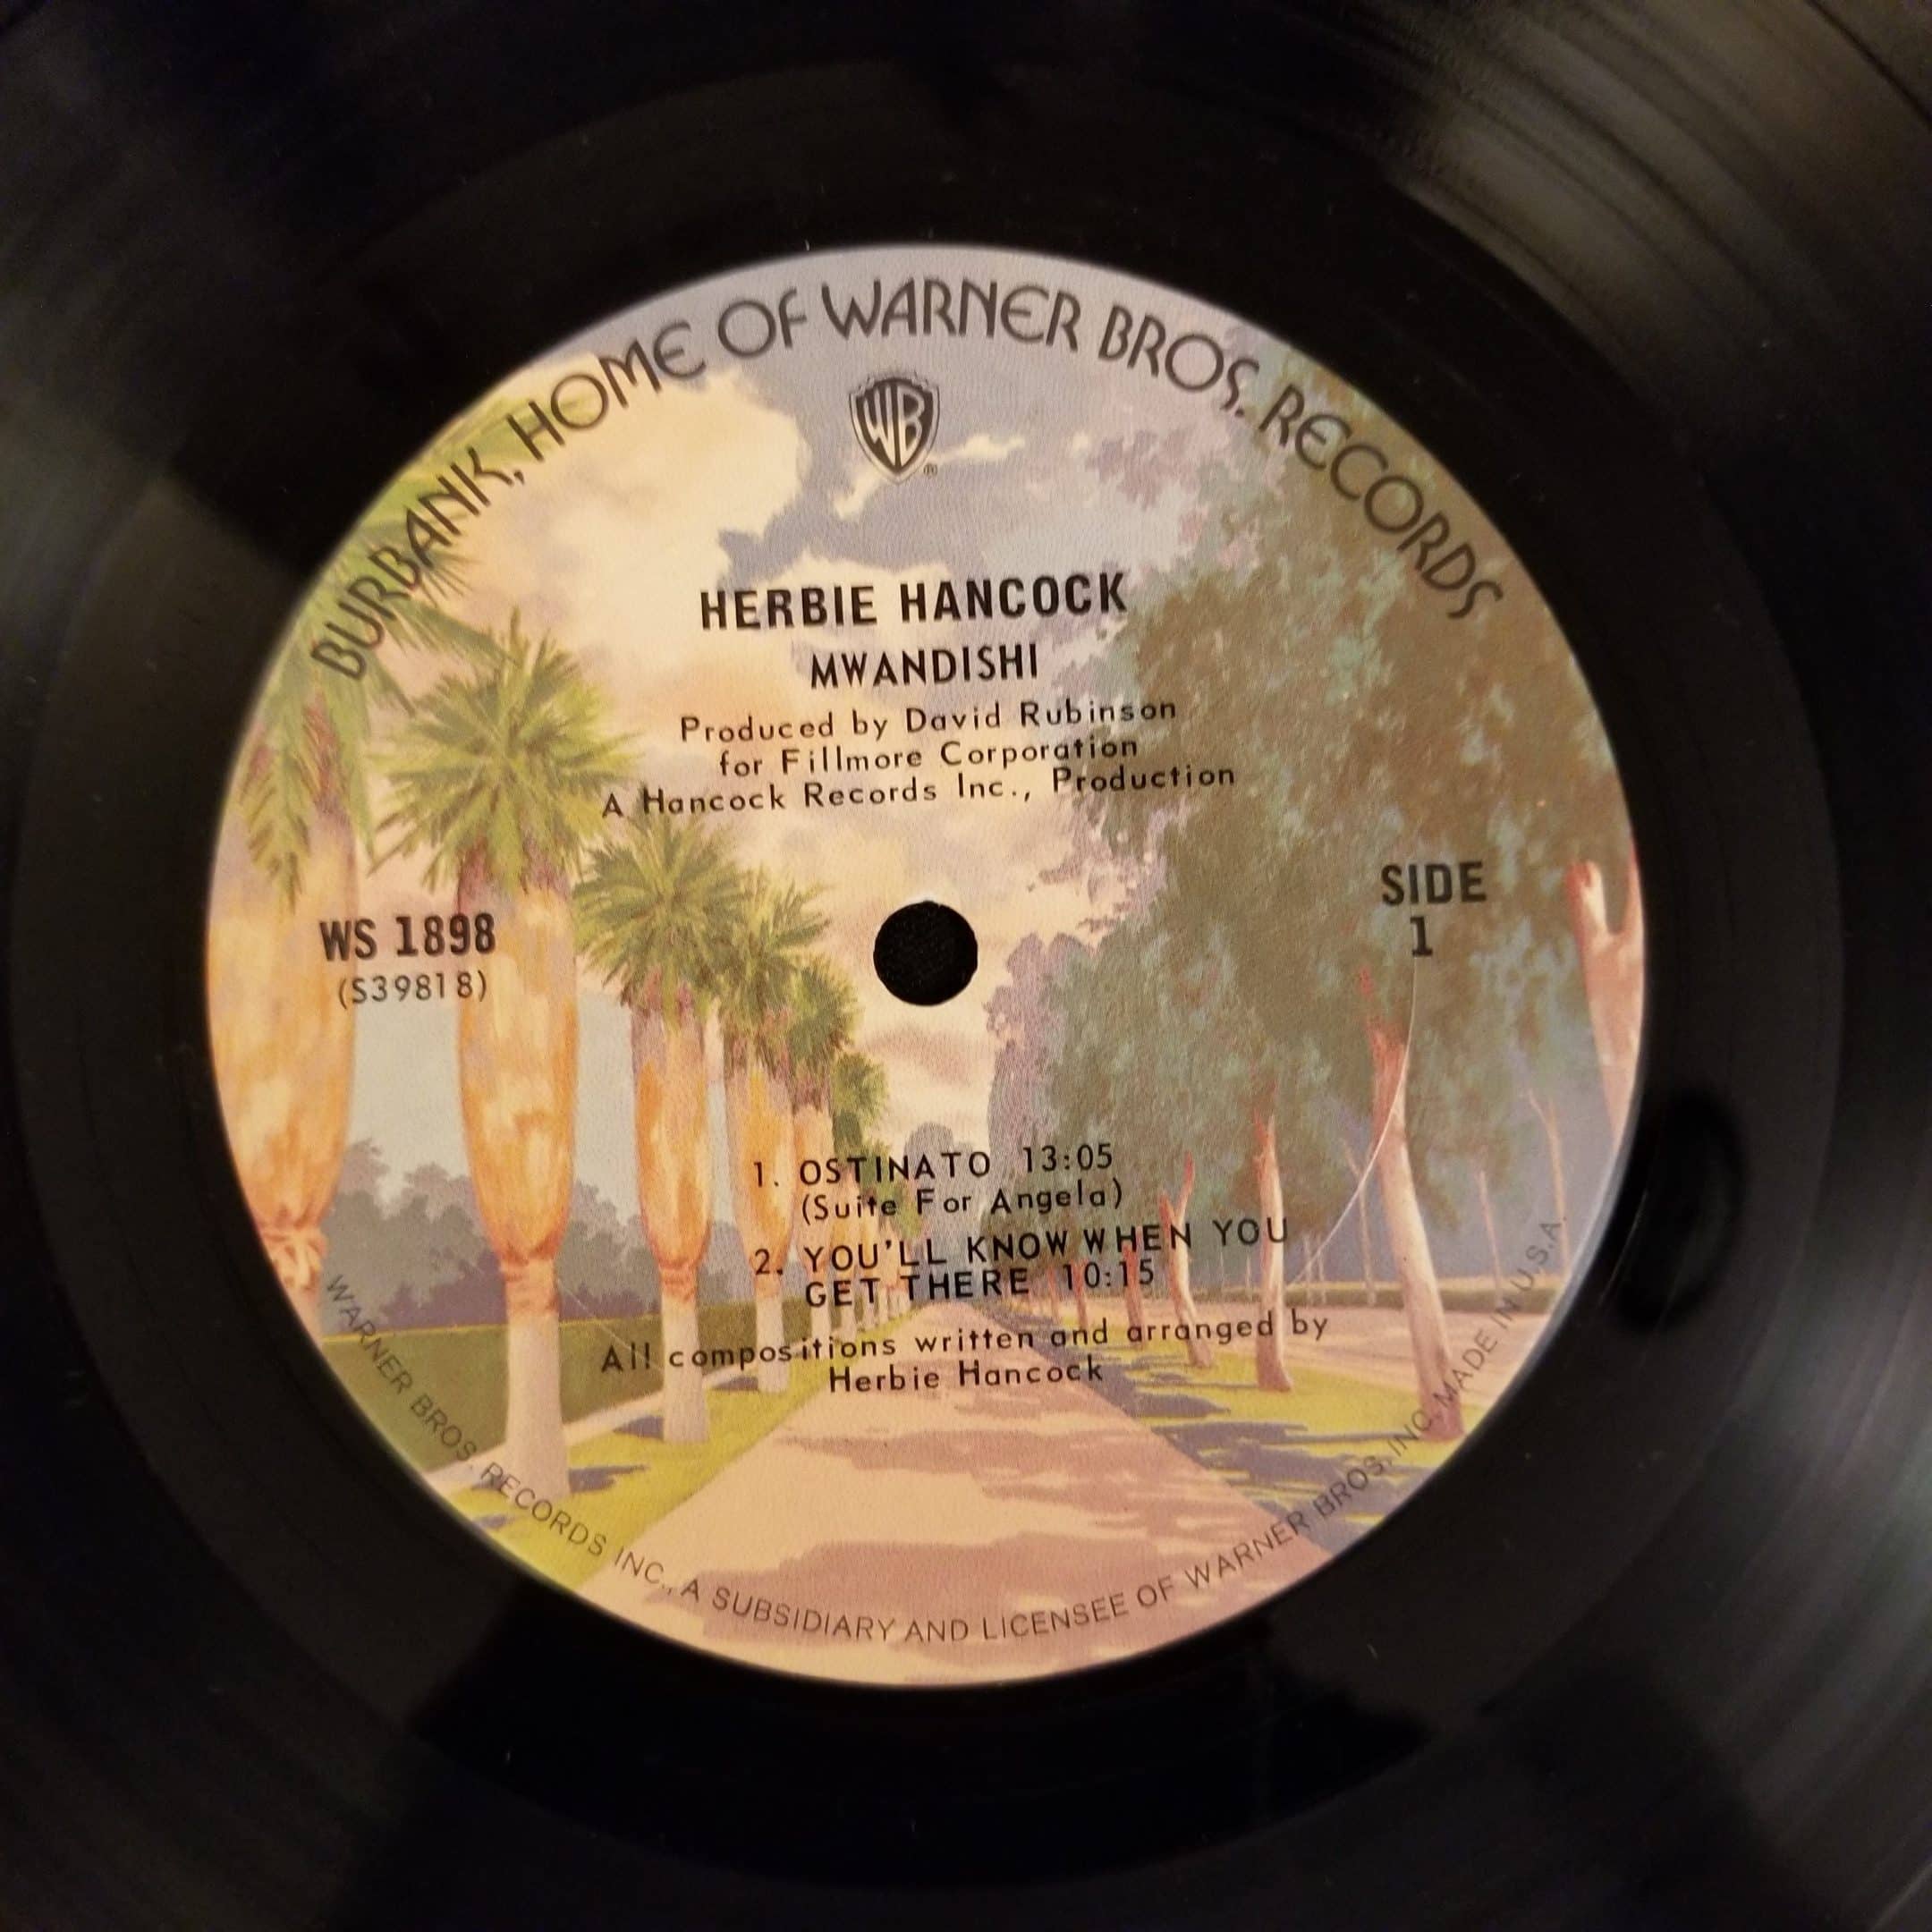 BURBANK, HOME OF WARNER BROS. RECORDS
WB
®
HERBIE HANCOCK
MWANDISHI
Produced by David Rubinson
for Fillmore Corporation
A Hancock Records Inc., Production
SIDE
1
WS 1898
(S39818)
1. OSTINATO 13:05
(Suite For Angela)
2. YOU'LL KNOW WHEN YOU
GET THERE 10:15
All compositions written and arranged by
Herbie Hancock
WARNER BROS. RECORDS INC., A SUBSIDIARY AND LICENSEE OF WARNER BROS. INC. MADE IN U.S.A.